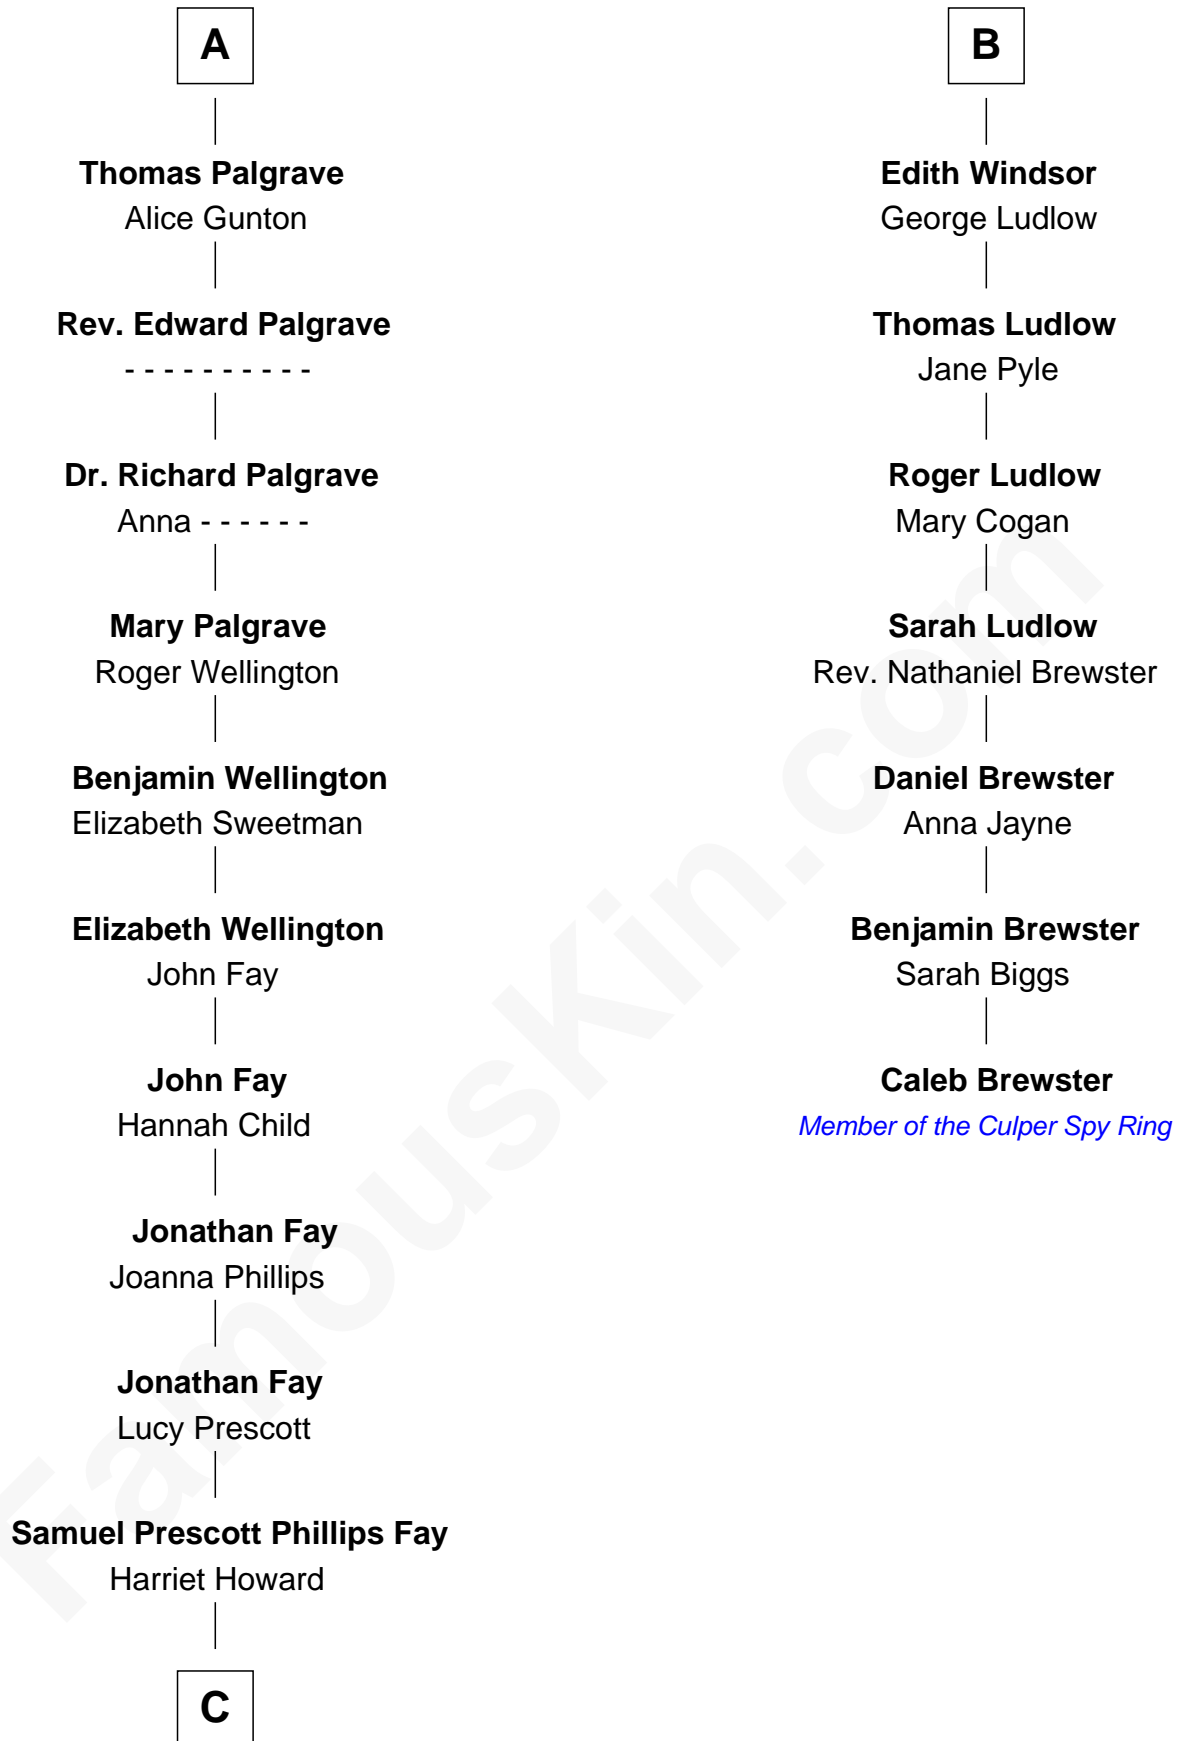 A
Thomas Palgrave
Alice Gunton
Rev. Edward Palgrave
- - - - - - - - - -
Dr. Richard Palgrave
Anna - - - - - -
Mary Palgrave
Roger Wellington
Benjamin Wellington
Elizabeth Sweetman
Elizabeth Wellington
John Fay
John Fay
Hannah Child
Jonathan Fay
Joanna Phillips
Jonathan Fay
Lucy Prescott
Samuel Prescott Phillips Fay
Harriet Howard
C
B
Edith Windsor
George Ludlow
Thomas Ludlow
Jane Pyle
Roger Ludlow
Mary Cogan
Sarah Ludlow
Rev. Nathaniel Brewster
Daniel Brewster
Anna Jayne
Benjamin Brewster
Sarah Biggs
Caleb Brewster
Member of the Culper Spy Ring
FamousKin.com